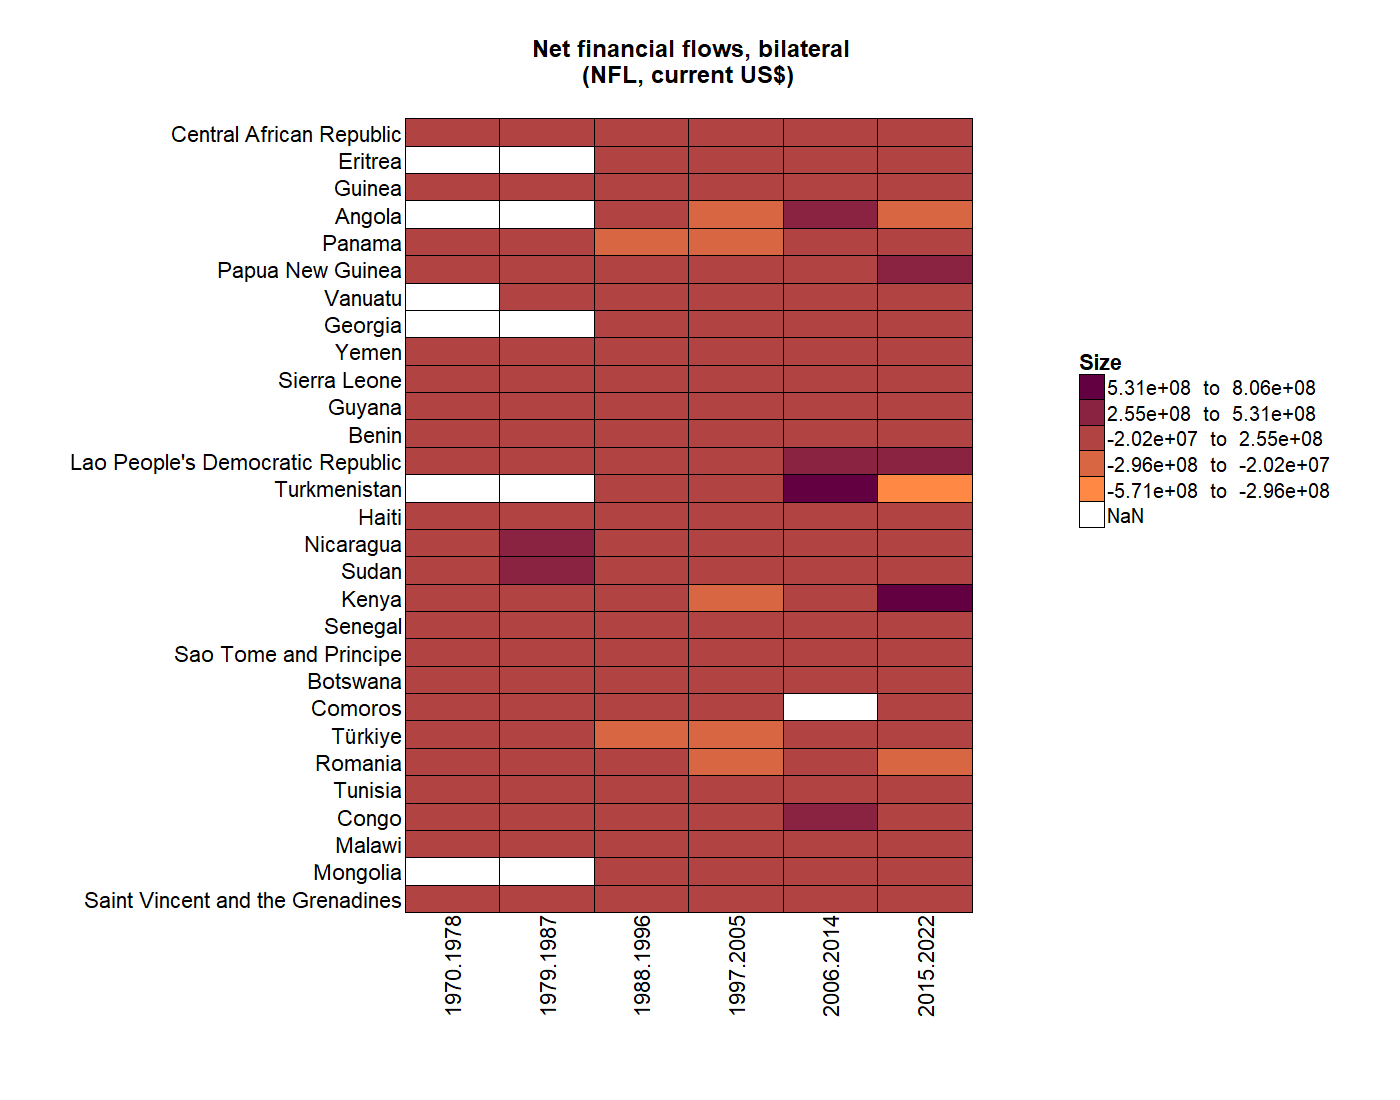 Net financial flows, bilateral
(NFL, current US$)
Central African Republic
Eritrea
Guinea
Angola
Panama
Papua New Guinea
Vanuatu
Georgia
Yemen
Sierra Leone
Guyana
Benin
Lao People's Democratic Republic
Turkmenistan
Haiti
Nicaragua
Sudan
Kenya
Senegal
Sao Tome and Principe
Botswana
Comoros
Türkiye
Romania
Tunisia
Congo
Malawi
Mongolia
Saint Vincent and the Grenadines
1970.1978
1979.1987
1988.1996
1997.2005
2006.2014
2015.2022
Size
5.31e+08 to 8.06e+08
2.55e+08 to 5.31e+08
-2.02e+07 to 2.55e+08
-2.96e+08 to -2.02e+07
-5.71e+08 to -2.96e+08
NaN